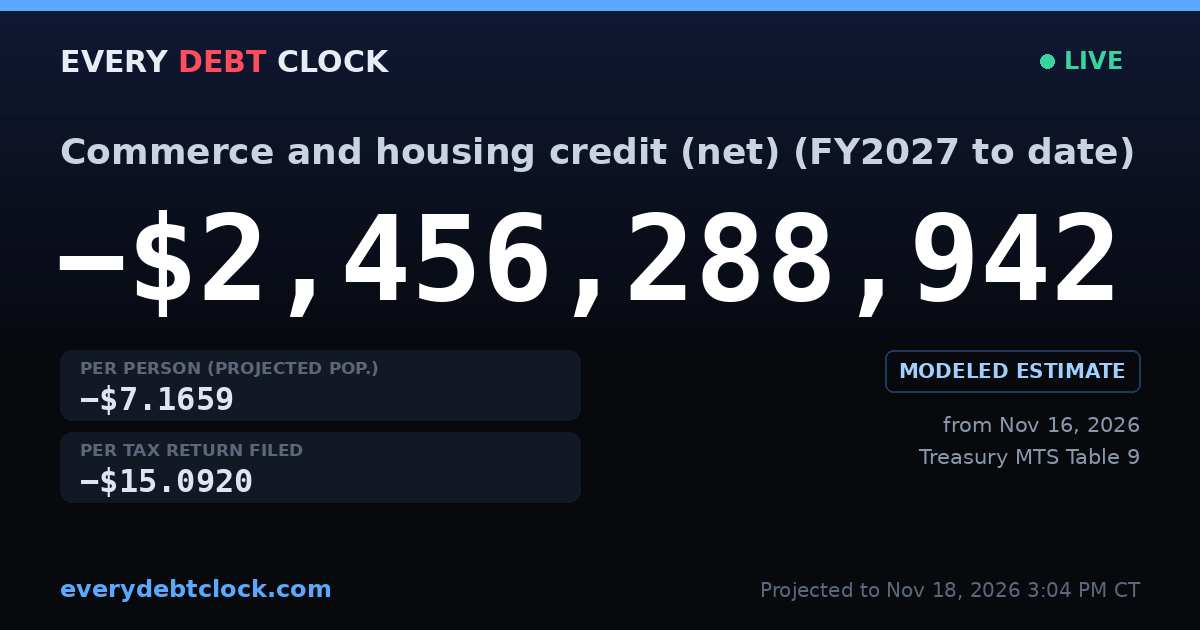 EVERY DEBT CLOCK
LIVE
Commerce and housing credit (net) (FY2027 to date)
−$2,456,288,942
PER PERSON (PROJECTED POP.)
−$7.1659
PER TAX RETURN FILED
−$15.0920
MODELED ESTIMATE
from Nov 16, 2026
Treasury MTS Table 9
everydebtclock.com
Projected to Nov 18, 2026 3:04 PM CT